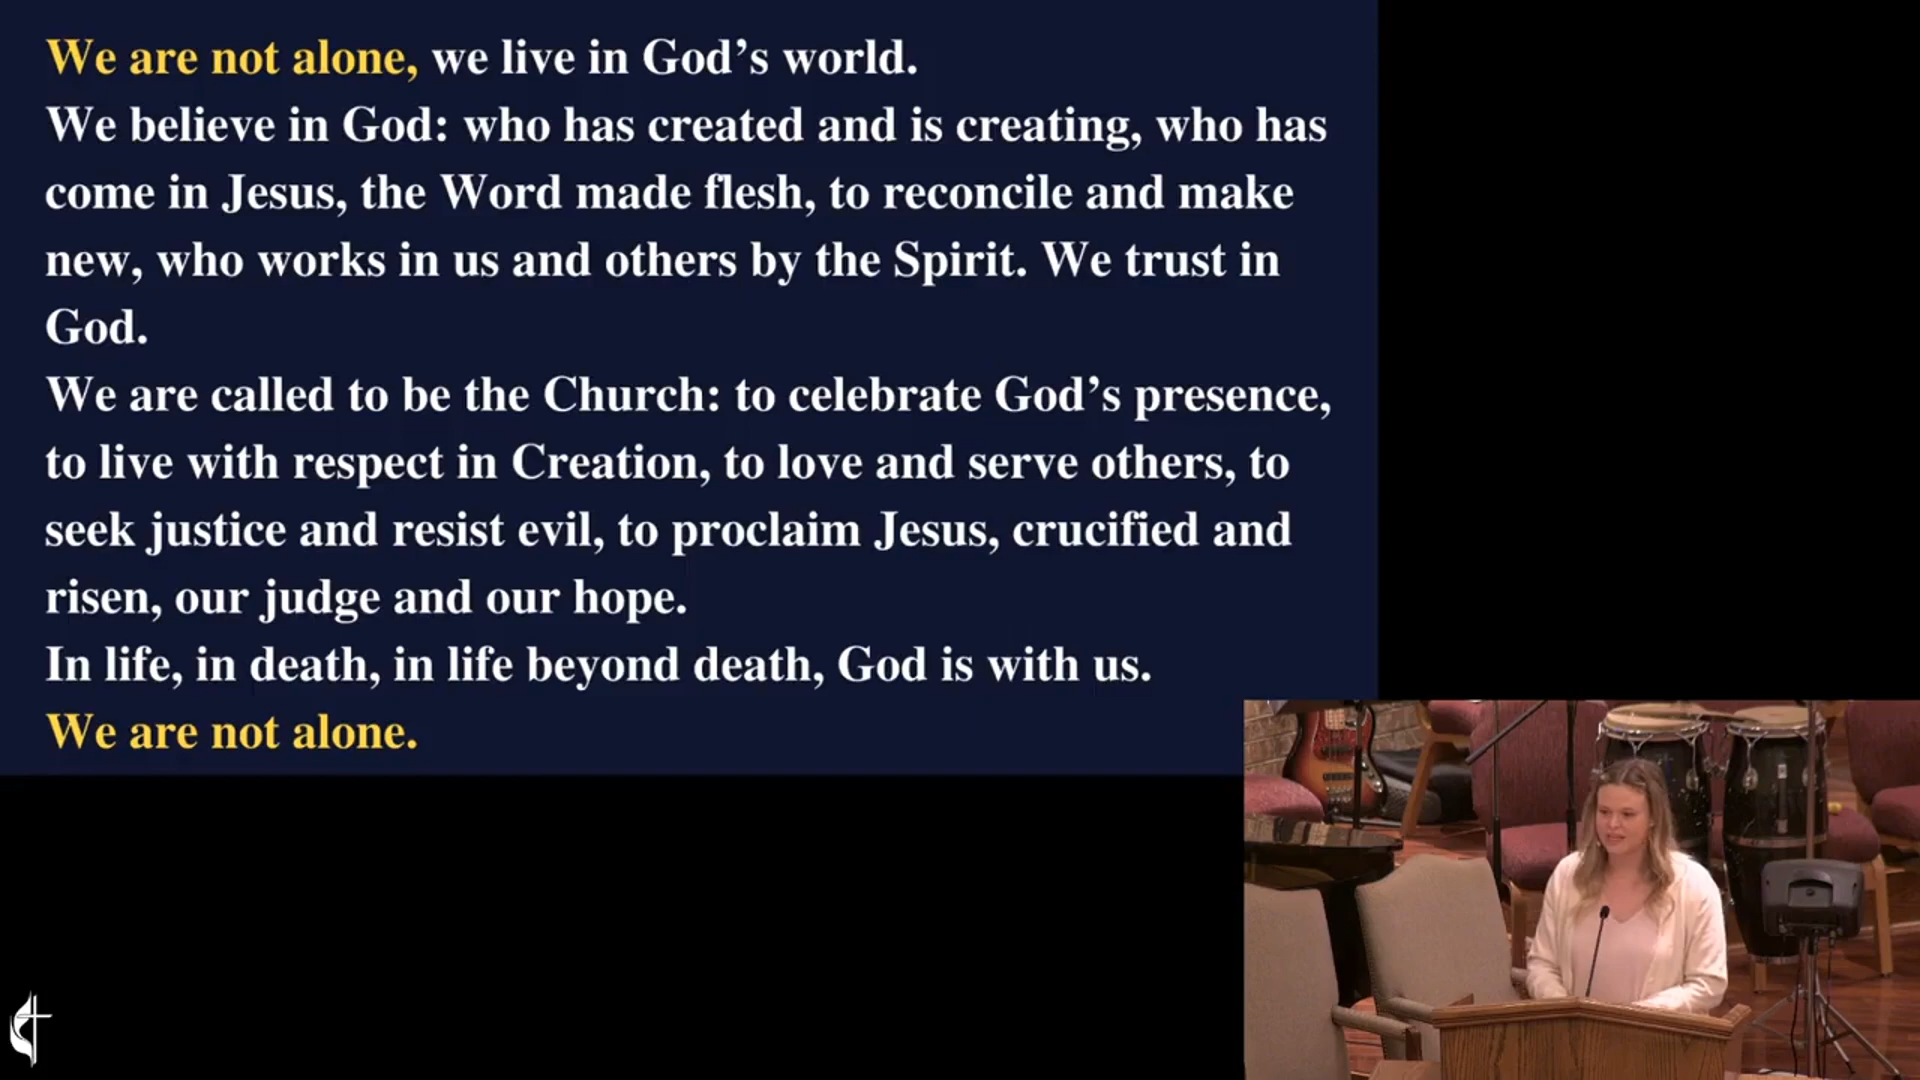 We are not alone, we live in God’s world.
We believe in God: who has created and is creating, who has
come in Jesus, the Word made flesh, to reconcile and make
new, who works in us and others by the Spirit. We trust in
God.
We are called to be the Church: to celebrate God’s presence,
to live with respect in Creation, to love and serve others, to
seek justice and resist evil, to proclaim Jesus, crucified and
risen, our judge and our hope.
In life, in death, in life beyond death, God is with us.
We are not alone.